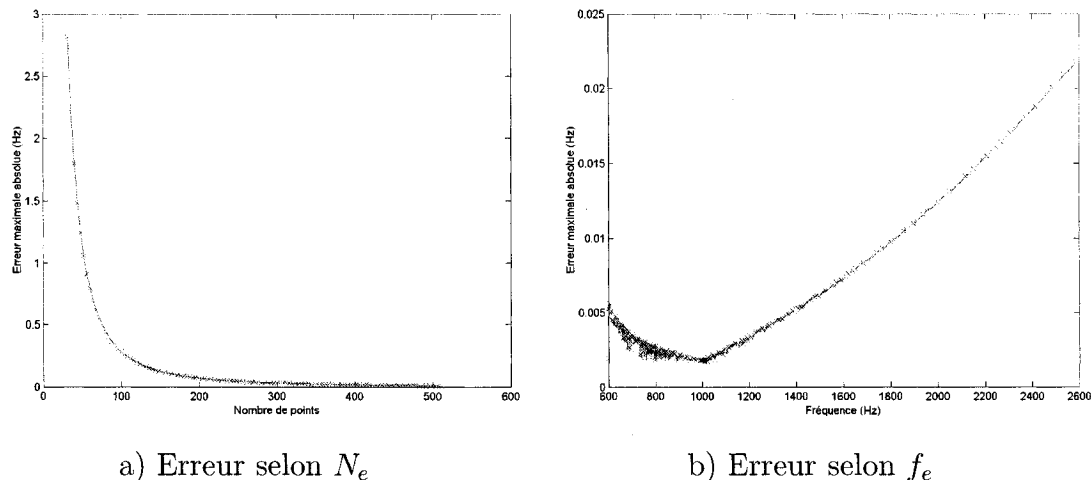 3
2.5
2
1.5
1
0.5
0
0 100 200 300 400 500 600
Erreur maximale absolue (Hz)
Nombre de points
a) Erreur selon N_e
0.025
0.02
0.015
0.01
0.005
0
600 800 1000 1200 1400 1600 1800 2000 2200 2400 2600
Erreur maximale absolue (Hz)
Fréquence (Hz)
b) Erreur selon f_e